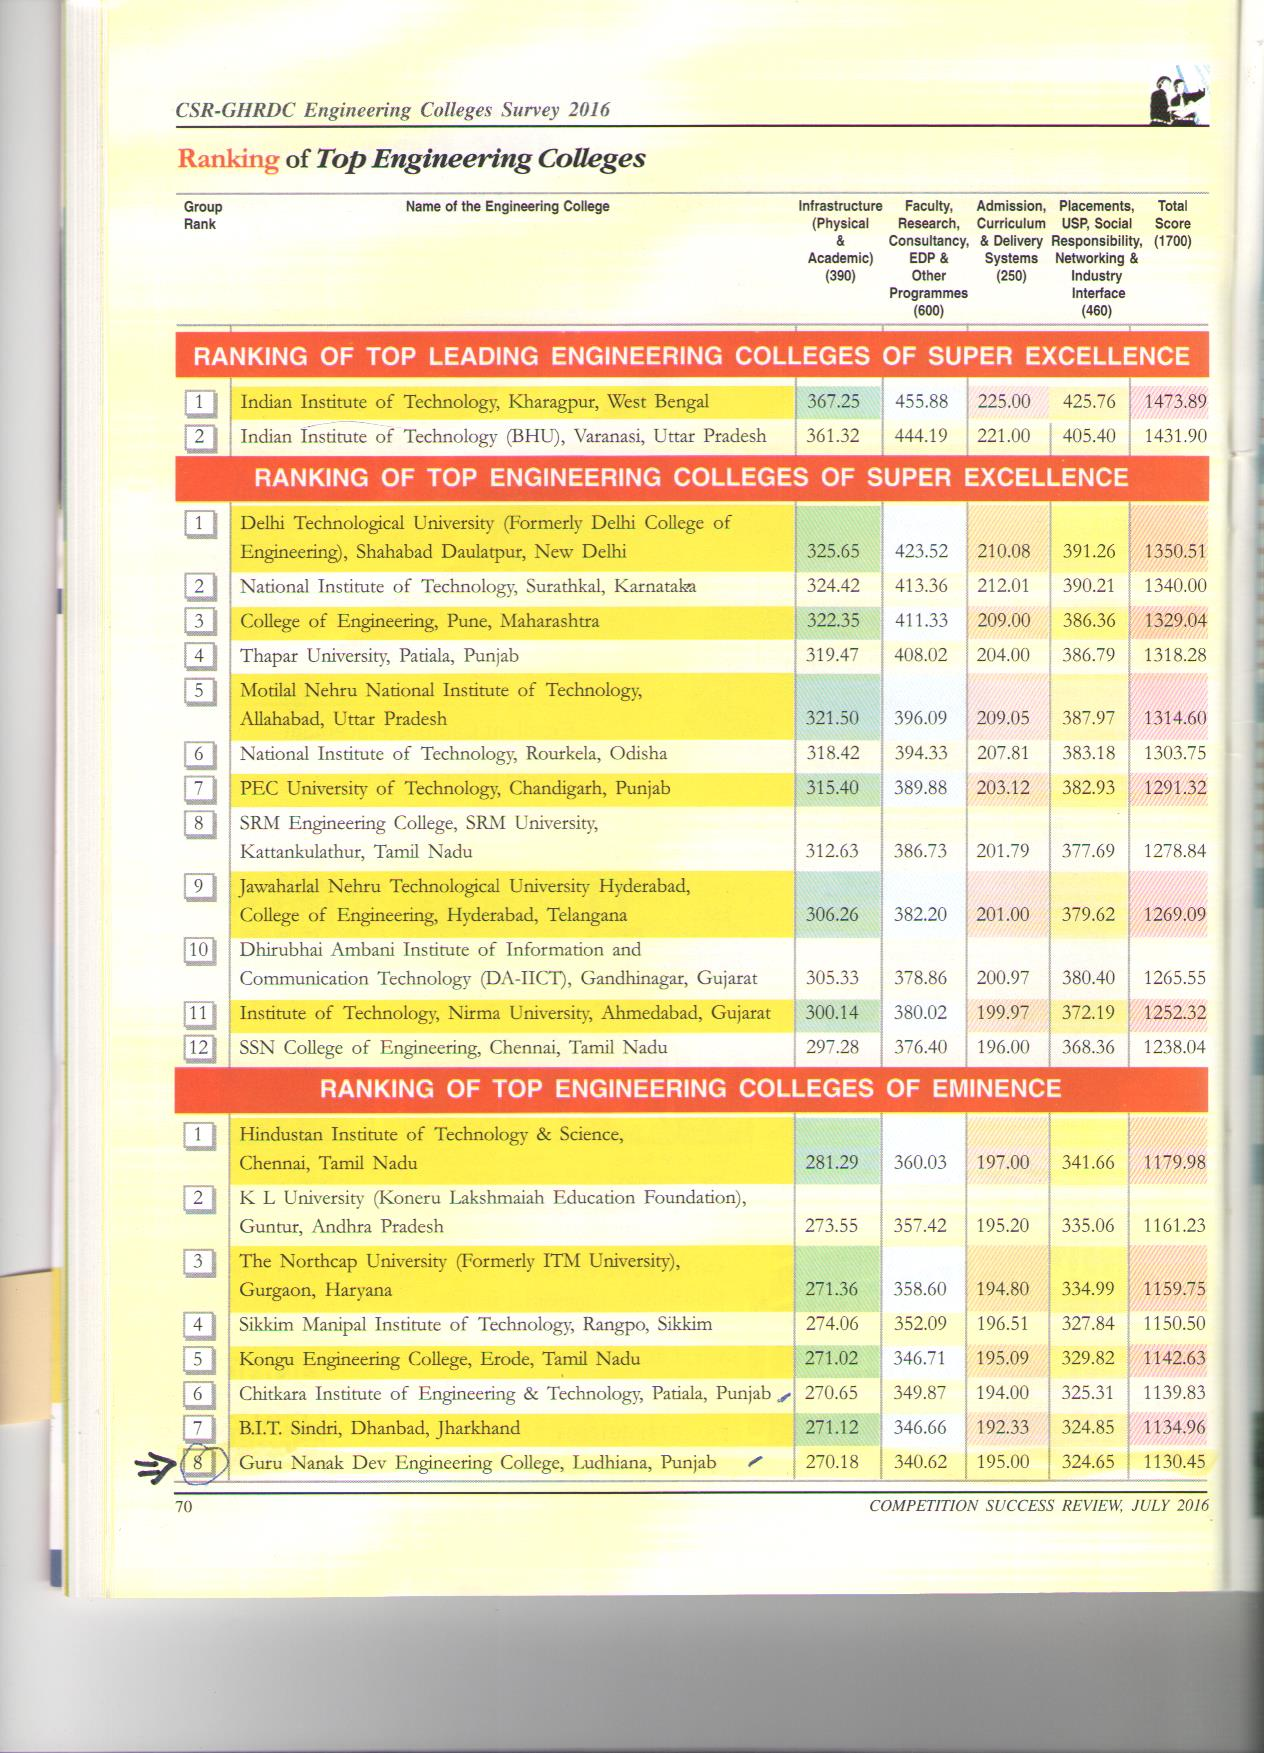 CSR-GHRDC Engineering Colleges Survey 2016
Ranking of Top Engineering Colleges
Group Rank Name of the Engineering College Infrastructure (Physical & Academic) (390) Faculty, Research, Consultancy, EDP & Other Programmes (600) Admission, Curriculum & Delivery Systems (250) Placements, USP, Social Responsibility, Networking & Industry Interface (460) Total Score (1700)
RANKING OF TOP LEADING ENGINEERING COLLEGES OF SUPER EXCELLENCE
1 Indian Institute of Technology, Kharagpur, West Bengal 367.25 455.88 225.00 425.76 1473.89
2 Indian Institute of Technology (BHU), Varanasi, Uttar Pradesh 361.32 444.19 221.00 405.40 1431.90
RANKING OF TOP ENGINEERING COLLEGES OF SUPER EXCELLENCE
1 Delhi Technological University (Formerly Delhi College of
Engineering), Shahabad Daulatpur, New Delhi 325.65 423.52 210.08 391.26 1350.51
2 National Institute of Technology, Surathkal, Karnataka 324.42 413.36 212.01 390.21 1340.00
3 College of Engineering, Pune, Maharashtra 322.35 411.33 209.00 386.36 1329.04
4 Thapar University, Patiala, Punjab 319.47 408.02 204.00 386.79 1318.28
5 Motilal Nehru National Institute of Technology,
Allahabad, Uttar Pradesh 321.50 396.09 209.05 387.97 1314.60
6 National Institute of Technology, Rourkela, Odisha 318.42 394.33 207.81 383.18 1303.75
7 PEC University of Technology, Chandigarh, Punjab 315.40 389.88 203.12 382.93 1291.32
8 SRM Engineering College, SRM University,
Kattankulathur, Tamil Nadu 312.63 386.73 201.79 377.69 1278.84
9 Jawaharlal Nehru Technological University Hyderabad,
College of Engineering, Hyderabad, Telangana 306.26 382.20 201.00 379.62 1269.09
10 Dhirubhai Ambani Institute of Information and
Communication Technology (DA-IICT), Gandhinagar, Gujarat 305.33 378.86 200.97 380.40 1265.55
11 Institute of Technology, Nirma University, Ahmedabad, Gujarat 300.14 380.02 199.97 372.19 1252.32
12 SSN College of Engineering, Chennai, Tamil Nadu 297.28 376.40 196.00 368.36 1238.04
RANKING OF TOP ENGINEERING COLLEGES OF EMINENCE
1 Hindustan Institute of Technology & Science,
Chennai, Tamil Nadu 281.29 360.03 197.00 341.66 1179.98
2 K L University (Koneru Lakshmaiah Education Foundation),
Guntur, Andhra Pradesh 273.55 357.42 195.20 335.06 1161.23
3 The Northcap University (Formerly ITM University),
Gurgaon, Haryana 271.36 358.60 194.80 334.99 1159.75
4 Sikkim Manipal Institute of Technology, Rangpo, Sikkim 274.06 352.09 196.51 327.84 1150.50
5 Kongu Engineering College, Erode, Tamil Nadu 271.02 346.71 195.09 329.82 1142.63
6 Chitkara Institute of Engineering & Technology, Patiala, Punjab 270.65 349.87 194.00 325.31 1139.83
7 B.I.T. Sindri, Dhanbad, Jharkhand 271.12 346.66 192.33 324.85 1134.96
8 Guru Nanak Dev Engineering College, Ludhiana, Punjab 270.18 340.62 195.00 324.65 1130.45
70 COMPETITION SUCCESS REVIEW, JULY 2016